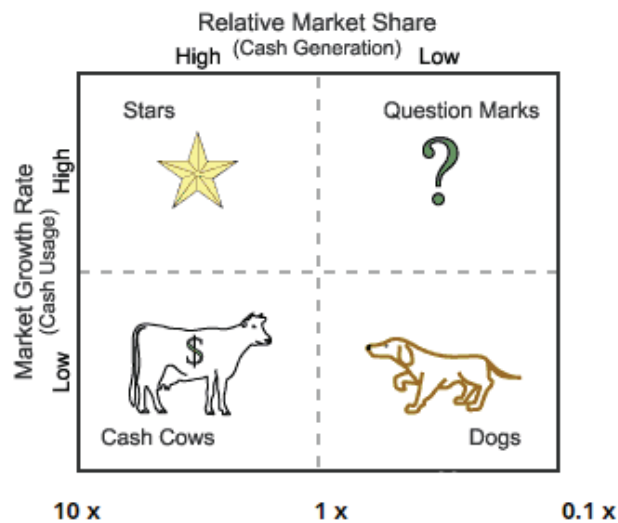 Relative Market Share
(Cash Generation)
High
Low
Stars
Question Marks
?
Market Growth Rate
(Cash Usage)
High
Low
$
Cash Cows
Dogs
10 x
1 x
0.1 x